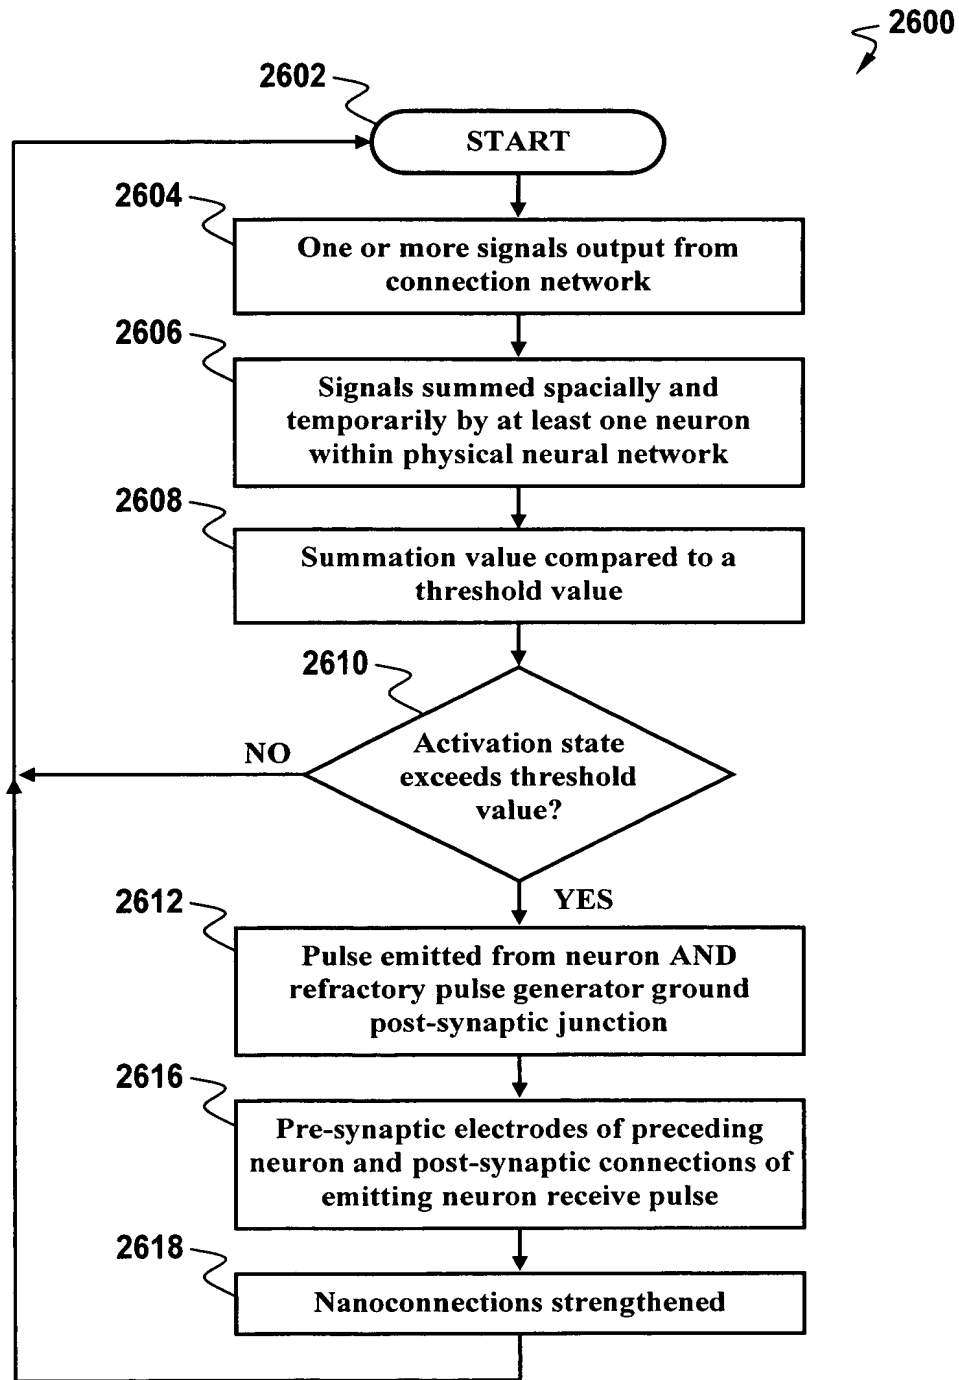 2600
2602
START
2604
One or more signals output from
connection network
2606
Signals summed spacially and
temporarily by at least one neuron
within physical neural network
2608
Summation value compared to a
threshold value
2610
Activation state
exceeds threshold
value?
NO
YES
2612
Pulse emitted from neuron AND
refractory pulse generator ground
post-synaptic junction
2616
Pre-synaptic electrodes of preceding
neuron and post-synaptic connections of
emitting neuron receive pulse
2618
Nanoconnections strengthened